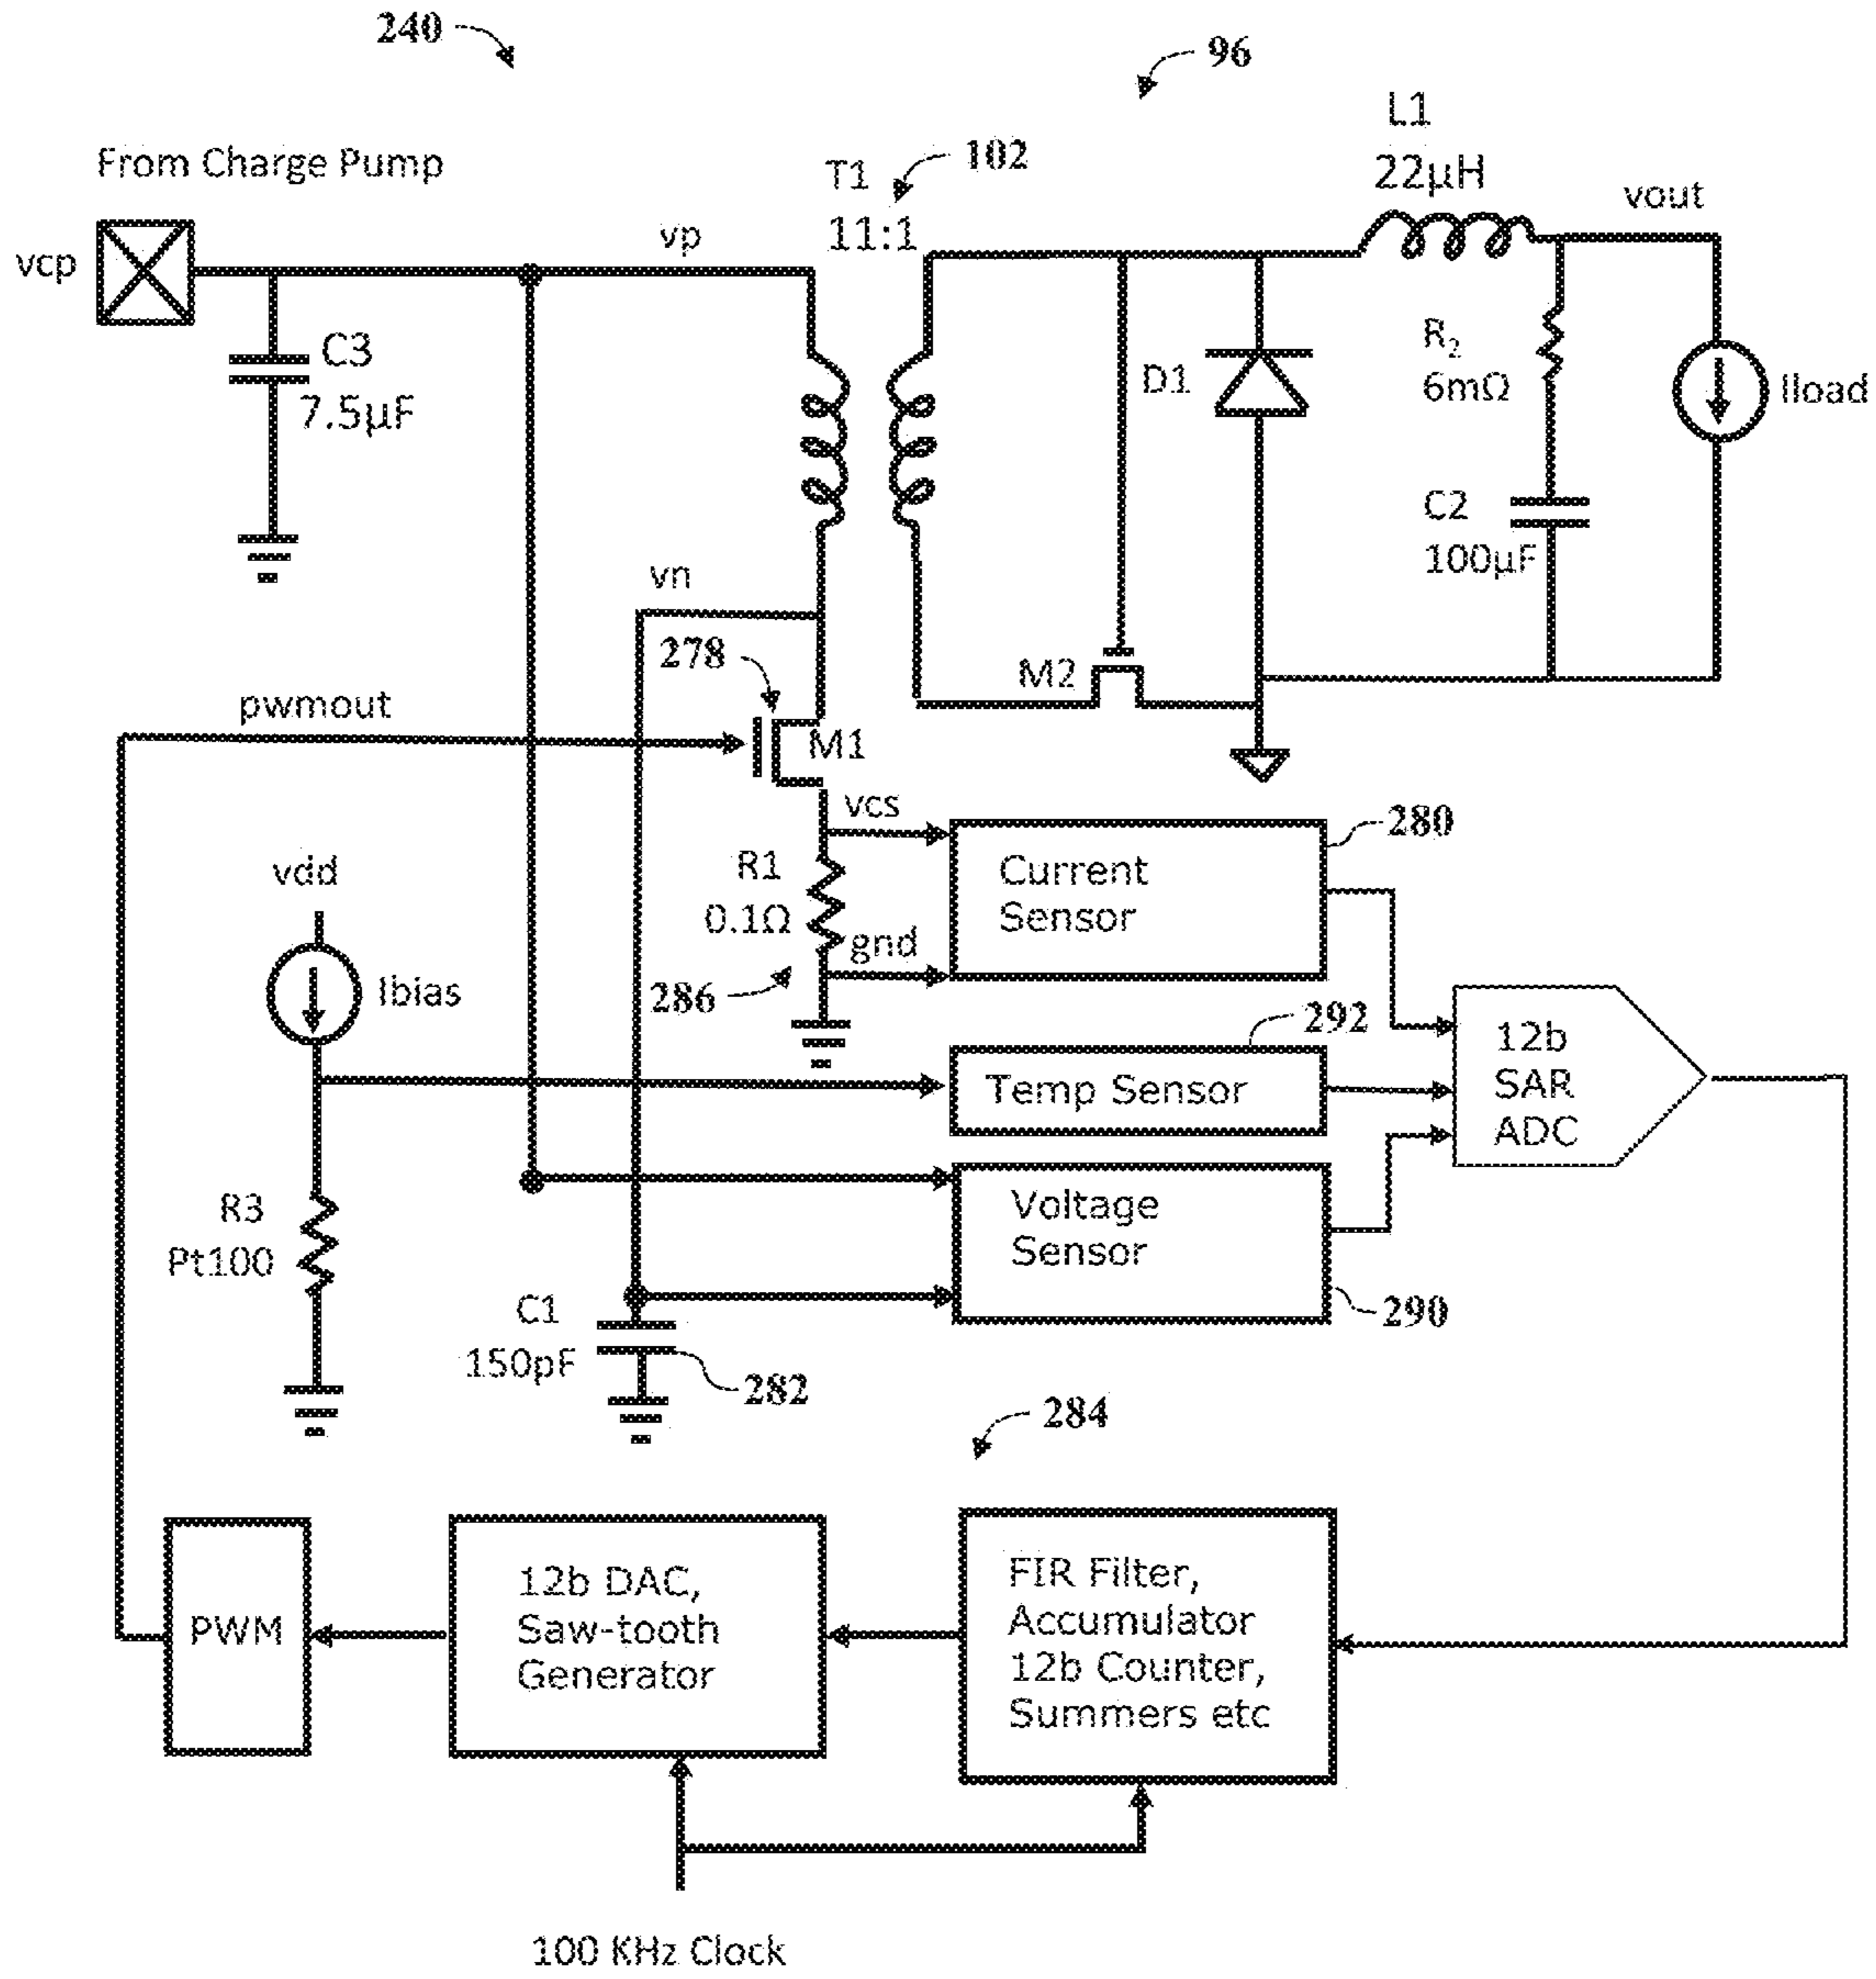 240
96
L1
22µH
From Charge Pump
T1
102
11:1
vout
vp
vcp
C3
7.5µF
D1
R2
6mΩ
Iload
C2
100µF
vn
278
M2
pwmout
M1
vcs
280
vdd
R1
0.1Ω
Current
Sensor
gnd
Ibias
286
292
12b
SAR
ADC
Temp Sensor
R3
Pt100
Voltage
Sensor
C1
150pF
290
282
284
PWM
12b DAC,
Saw-tooth
Generator
FIR Filter,
Accumulator
12b Counter,
Summers etc
100 KHz Clock